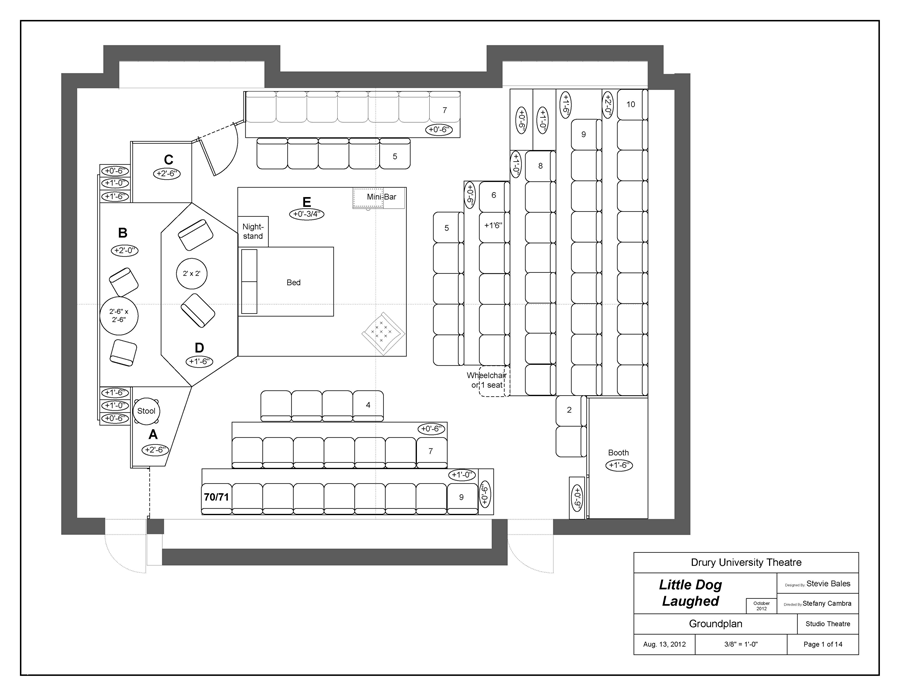 10
+2'-0"
+1'-6"
9
+0'-6"
+1'-0"
7
+0'-6"
5
+1'-0"
8
C
+2'-6"
+0'-6"
+1'-0"
+1'-6"
E
+0'-3/4"
Mini-Bar
+0'-6"
6
+1'6"
5
Night-
stand
B
+2'-0"
2' x 2'
Bed
2'-6" x
2'-6"
D
+1'-6"
Wheelchair
or 1 seat
+1'-6"
+1'-0"
+0'-6"
Stool
A
+2'-6"
4
2
+0'-6"
7
Booth
+1'-6"
+1'-0"
70/71
9
+0'-6"
+0'-9"
Drury University Theatre
Little Dog
Laughed
October
2012
Designed By: Stevie Bales
Directed By: Stefany Cambra
Groundplan
Studio Theatre
Aug. 13, 2012
3/8" = 1'-0"
Page 1 of 14